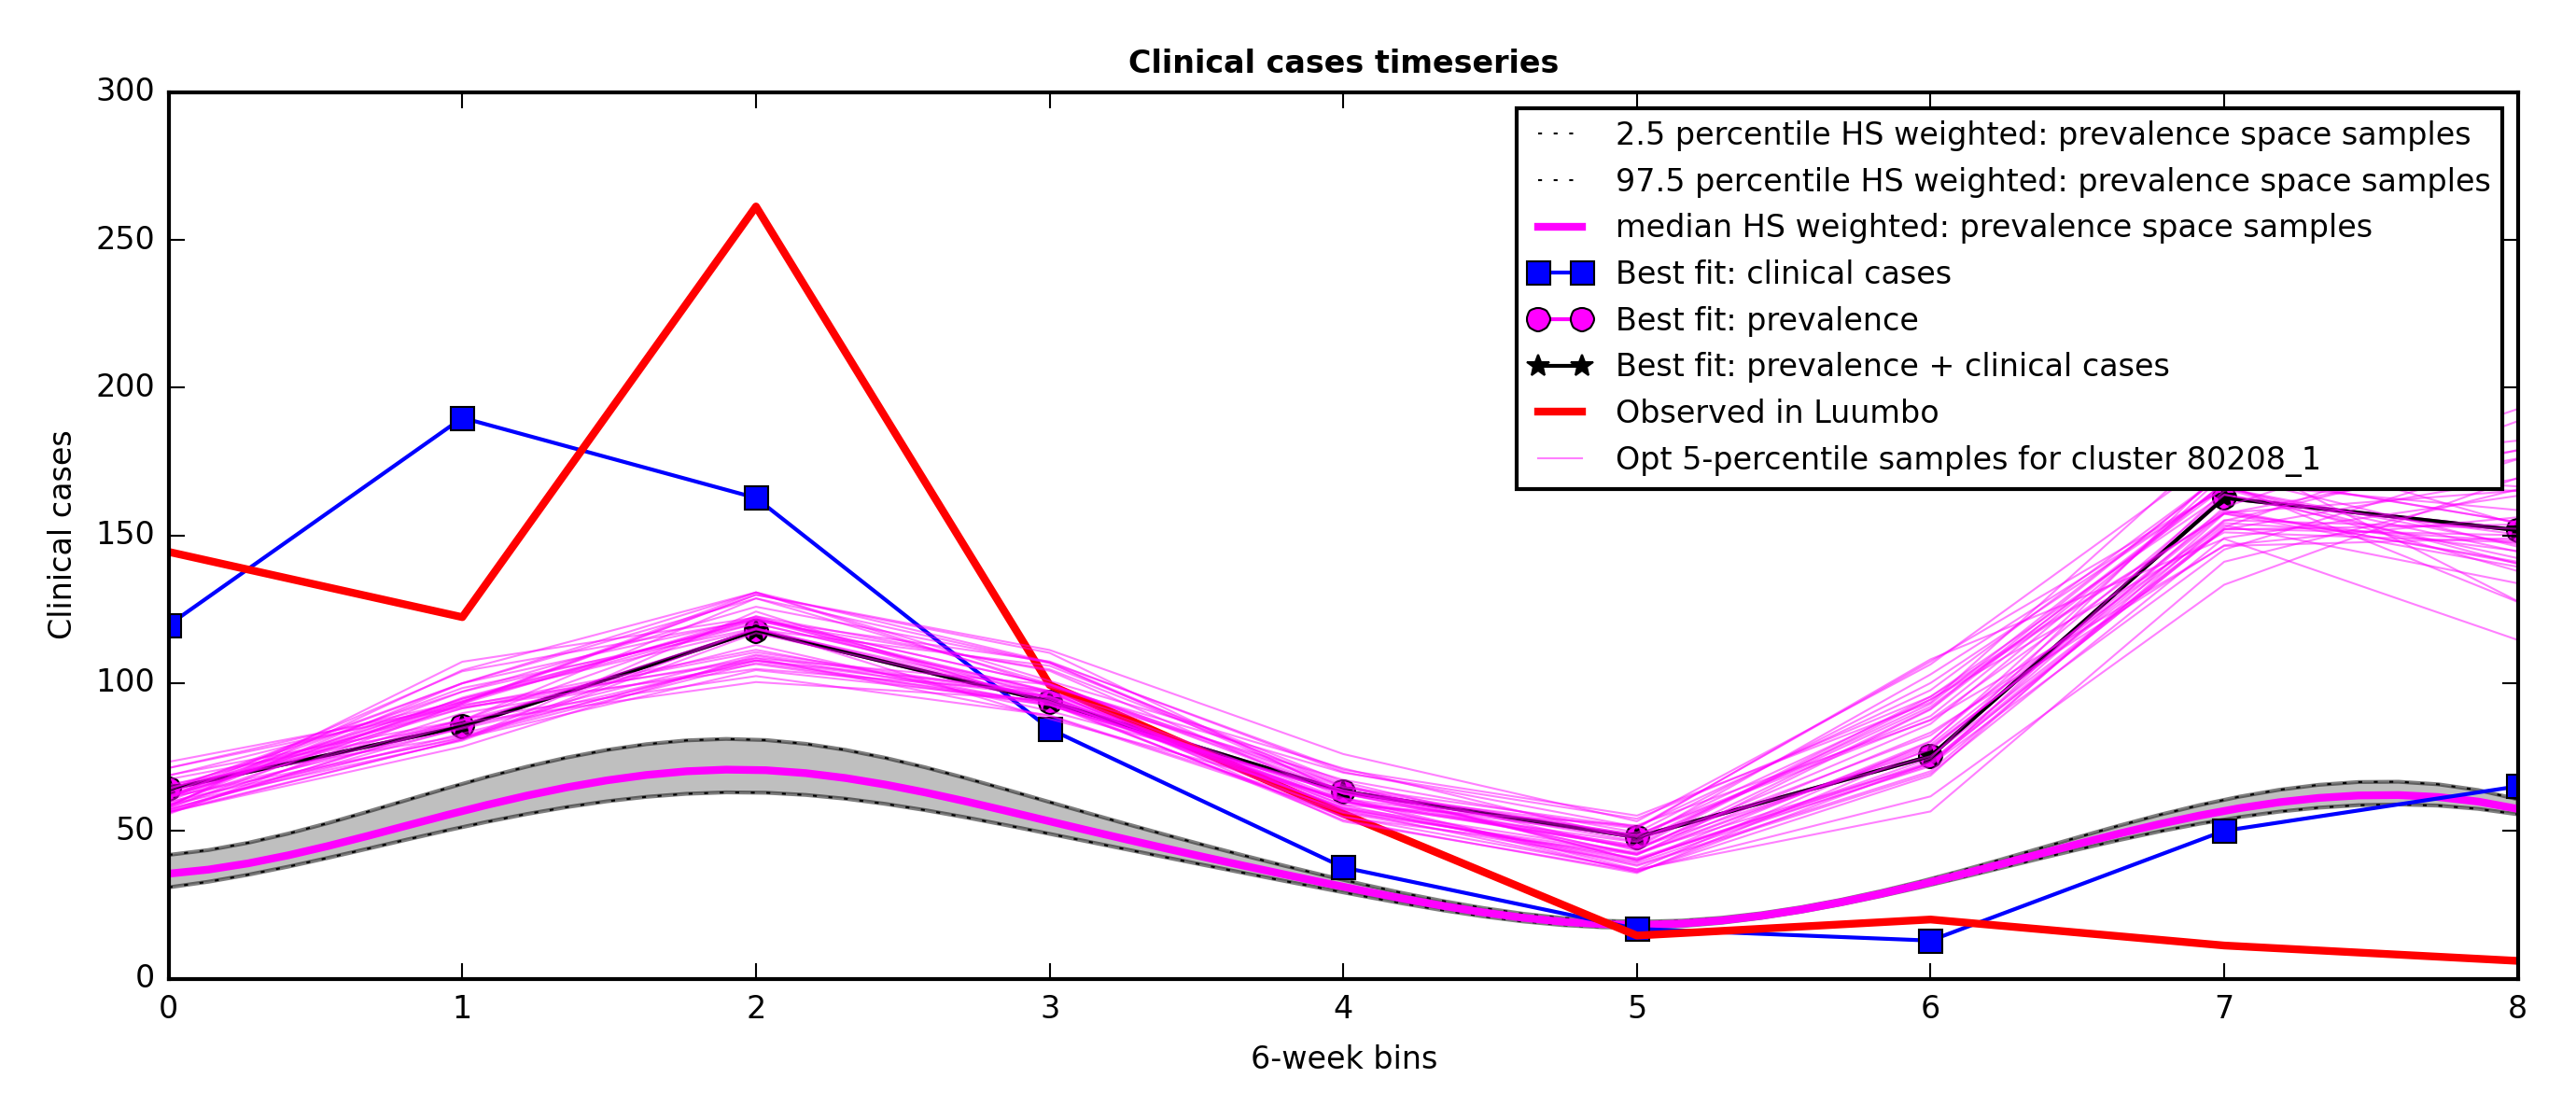 Clinical cases timeseries
300
250
200
150
100
50
0
Clinical cases
2.5 percentile HS weighted: prevalence space samples
97.5 percentile HS weighted: prevalence space samples
median HS weighted: prevalence space samples
Best fit: clinical cases
Best fit: prevalence
Best fit: prevalence + clinical cases
Observed in Luumbo
Opt 5-percentile samples for cluster 80208_1
0 1 2 3 4 5 6 7 8
6-week bins